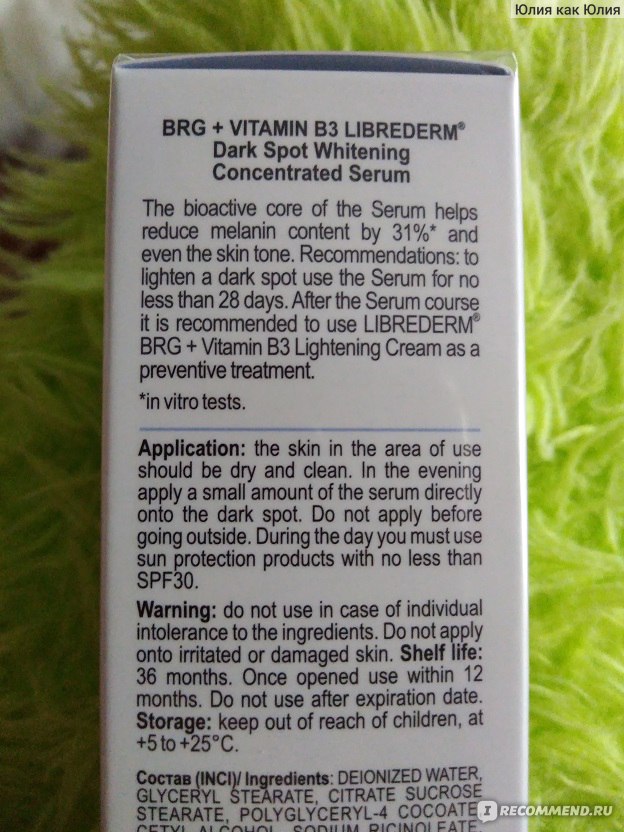 Юлия как Юлия
BRG + VITAMIN B3 LIBREDERM®
Dark Spot Whitening
Concentrated Serum
The bioactive core of the Serum helps
reduce melanin content by 31%* and
even the skin tone. Recommendations: to
lighten a dark spot use the Serum for no
less than 28 days. After the Serum course
it is recommended to use LIBREDERM®
BRG + Vitamin B3 Lightening Cream as a
preventive treatment.
*in vitro tests.
Application: the skin in the area of use
should be dry and clean. In the evening
apply a small amount of the serum directly
onto the dark spot. Do not apply before
going outside. During the day you must use
sun protection products with no less than
SPF30.
Warning: do not use in case of individual
intolerance to the ingredients. Do not apply
onto irritated or damaged skin. Shelf life:
36 months. Once opened use within 12
months. Do not use after expiration date.
Storage: keep out of reach of children, at
+5 to +25°C.
Состав (INCI)/ Ingredients: DEIONIZED WATER,
GLYCERYL STEARATE, CITRATE SUCROSE
STEARATE, POLYGLYCERYL-4 COCOATE
CETYL ALCOHOL, SODIUM RICINOLEATE
IRECOMMEND.RU